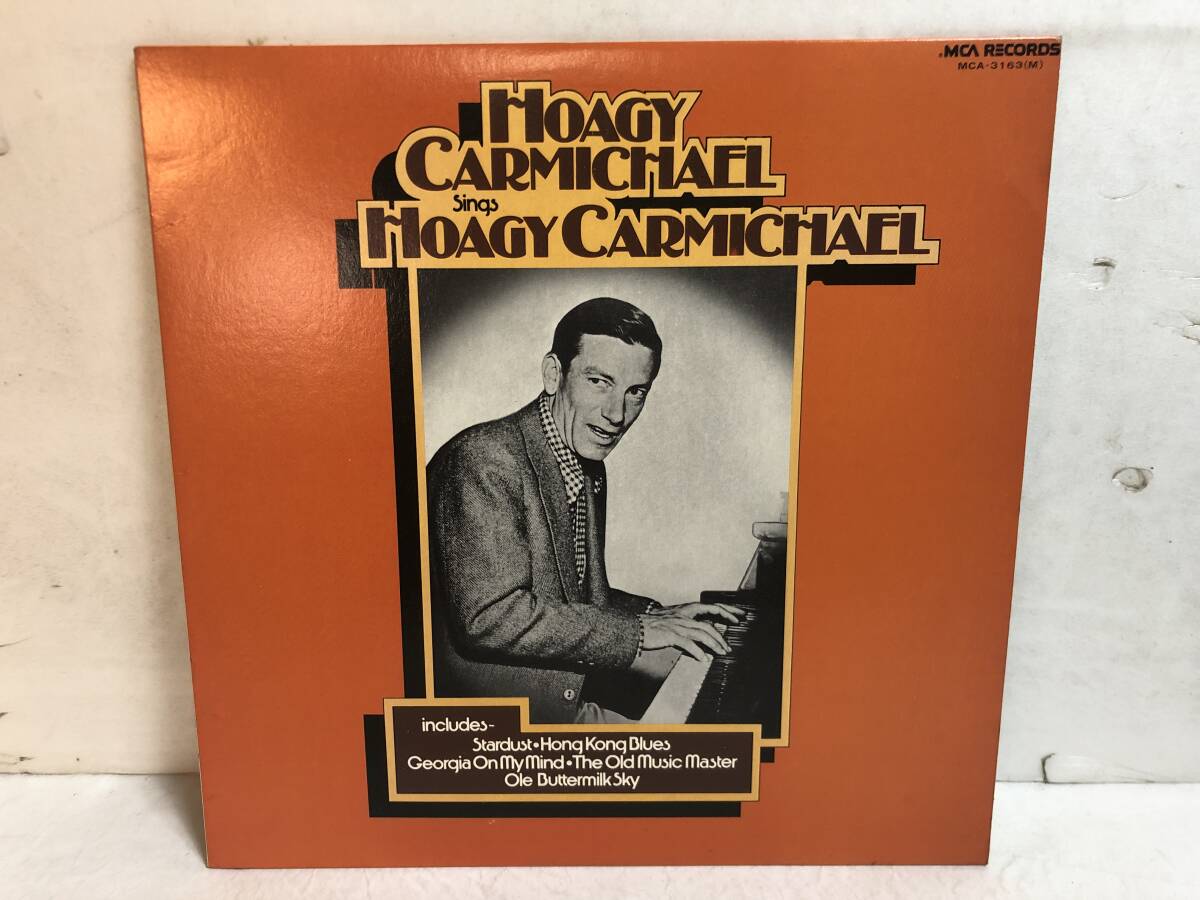 .MCA RECORDS
MCA-3163(M)
HOAGY
CARMICHAEL
sings
HOAGY CARMICHAEL
includes-
Stardust•Hong Kong Blues
Georgia On My Mind•The Old Music Master
Ole Buttermilk Sky